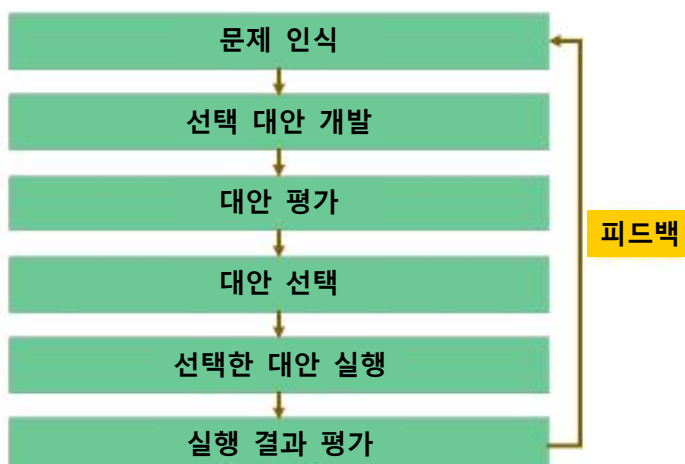 문제 인식
선택 대안 개발
대안 평가
피드백
대안 선택
선택한 대안 실행
실행 결과 평가